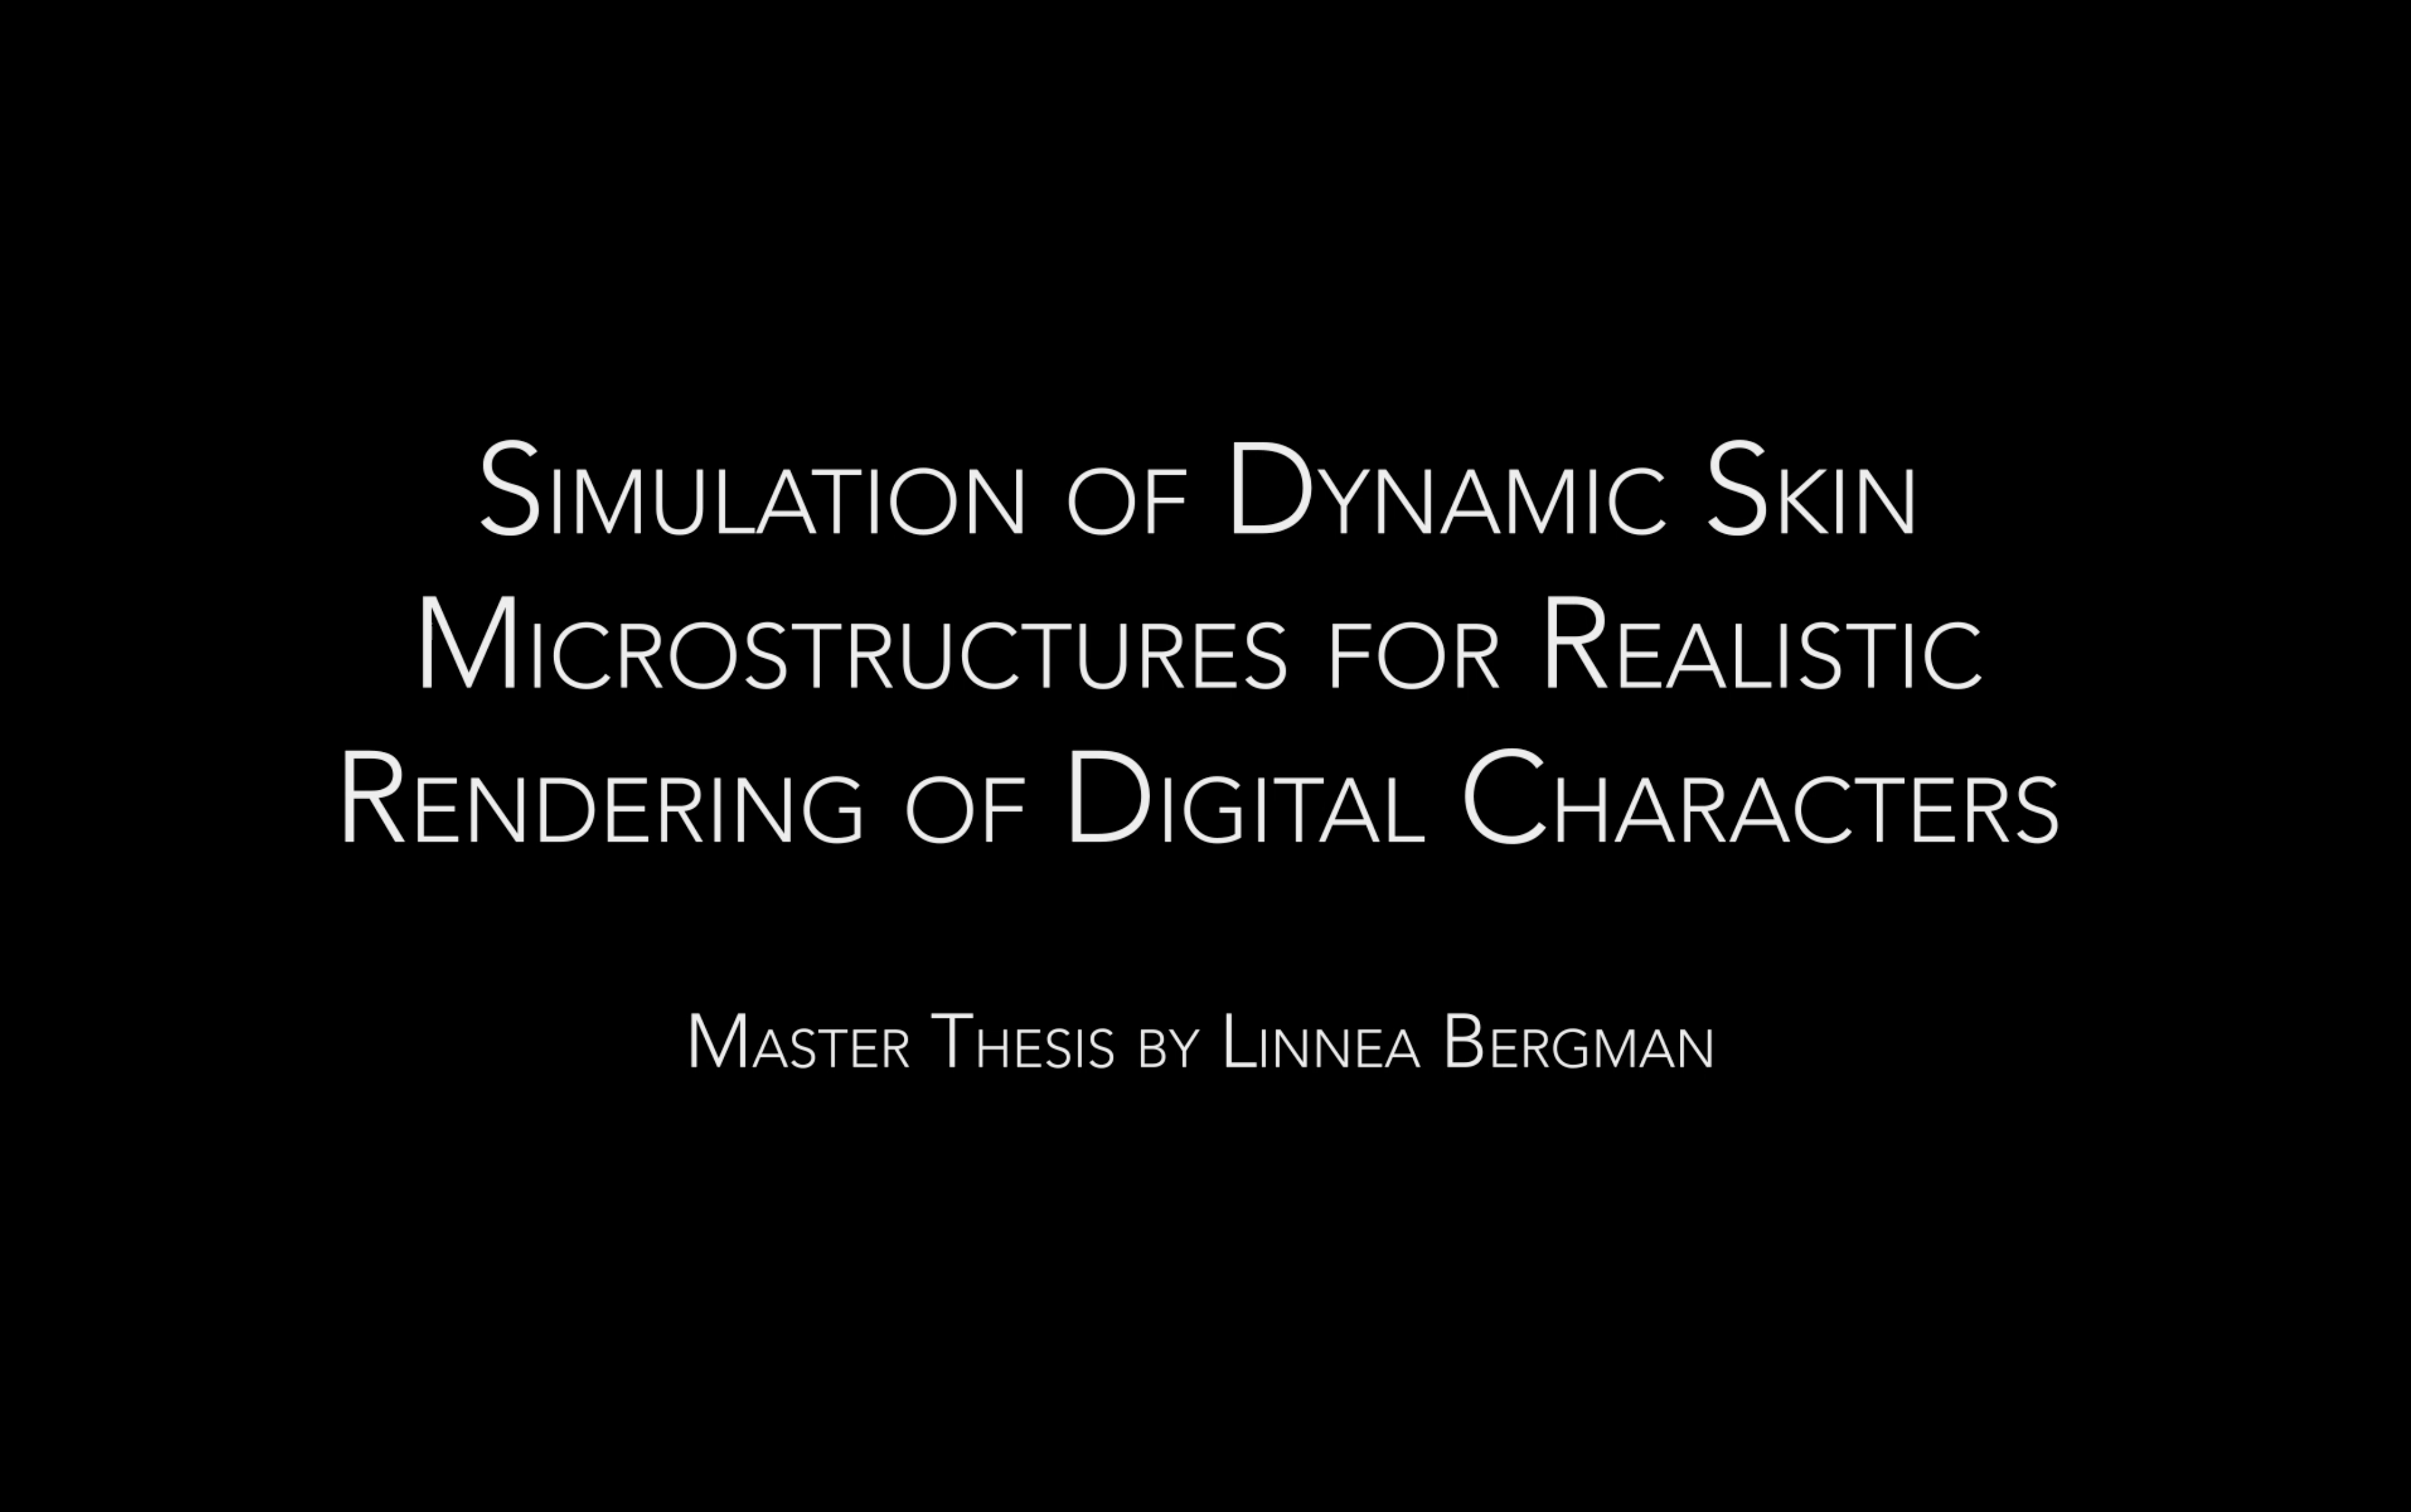 Simulation of Dynamic Skin
Microstructures for Realistic
Rendering of Digital Characters
Master Thesis by Linnea Bergman